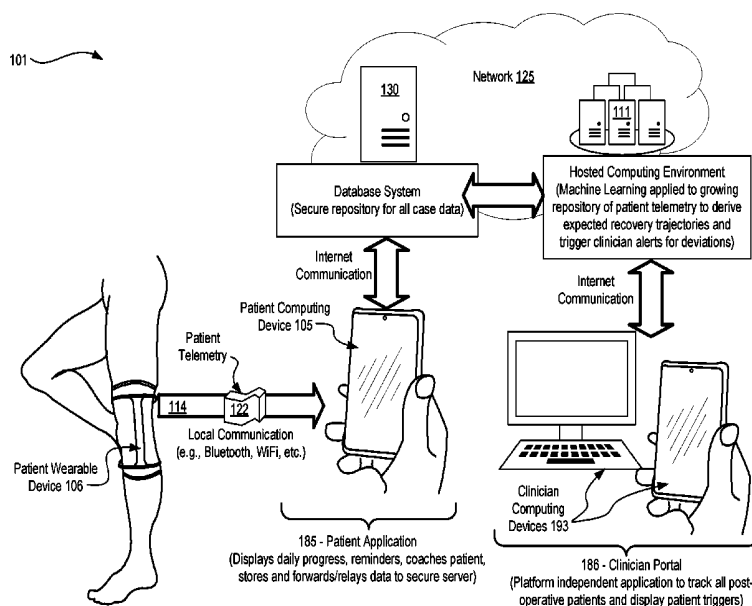 101
Network 125
130
111
Database System
(Secure repository for all case data)
Hosted Computing Environment
(Machine Learning applied to growing
repository of patient telemetry to derive
expected recovery trajectories and
trigger clinician alerts for deviations)
Internet
Communication
Internet
Communication
Patient Computing
Device 105
Patient
Telemetry
114
122
Local Communication
(e.g., Bluetooth, WiFi, etc.)
Patient Wearable
Device 106
Clinician
Computing
Devices 193
185 - Patient Application
(Displays daily progress, reminders, coaches patient,
stores and forwards/relays data to secure server)
186 - Clinician Portal
(Platform independent application to track all post-
operative patients and display patient triggers)